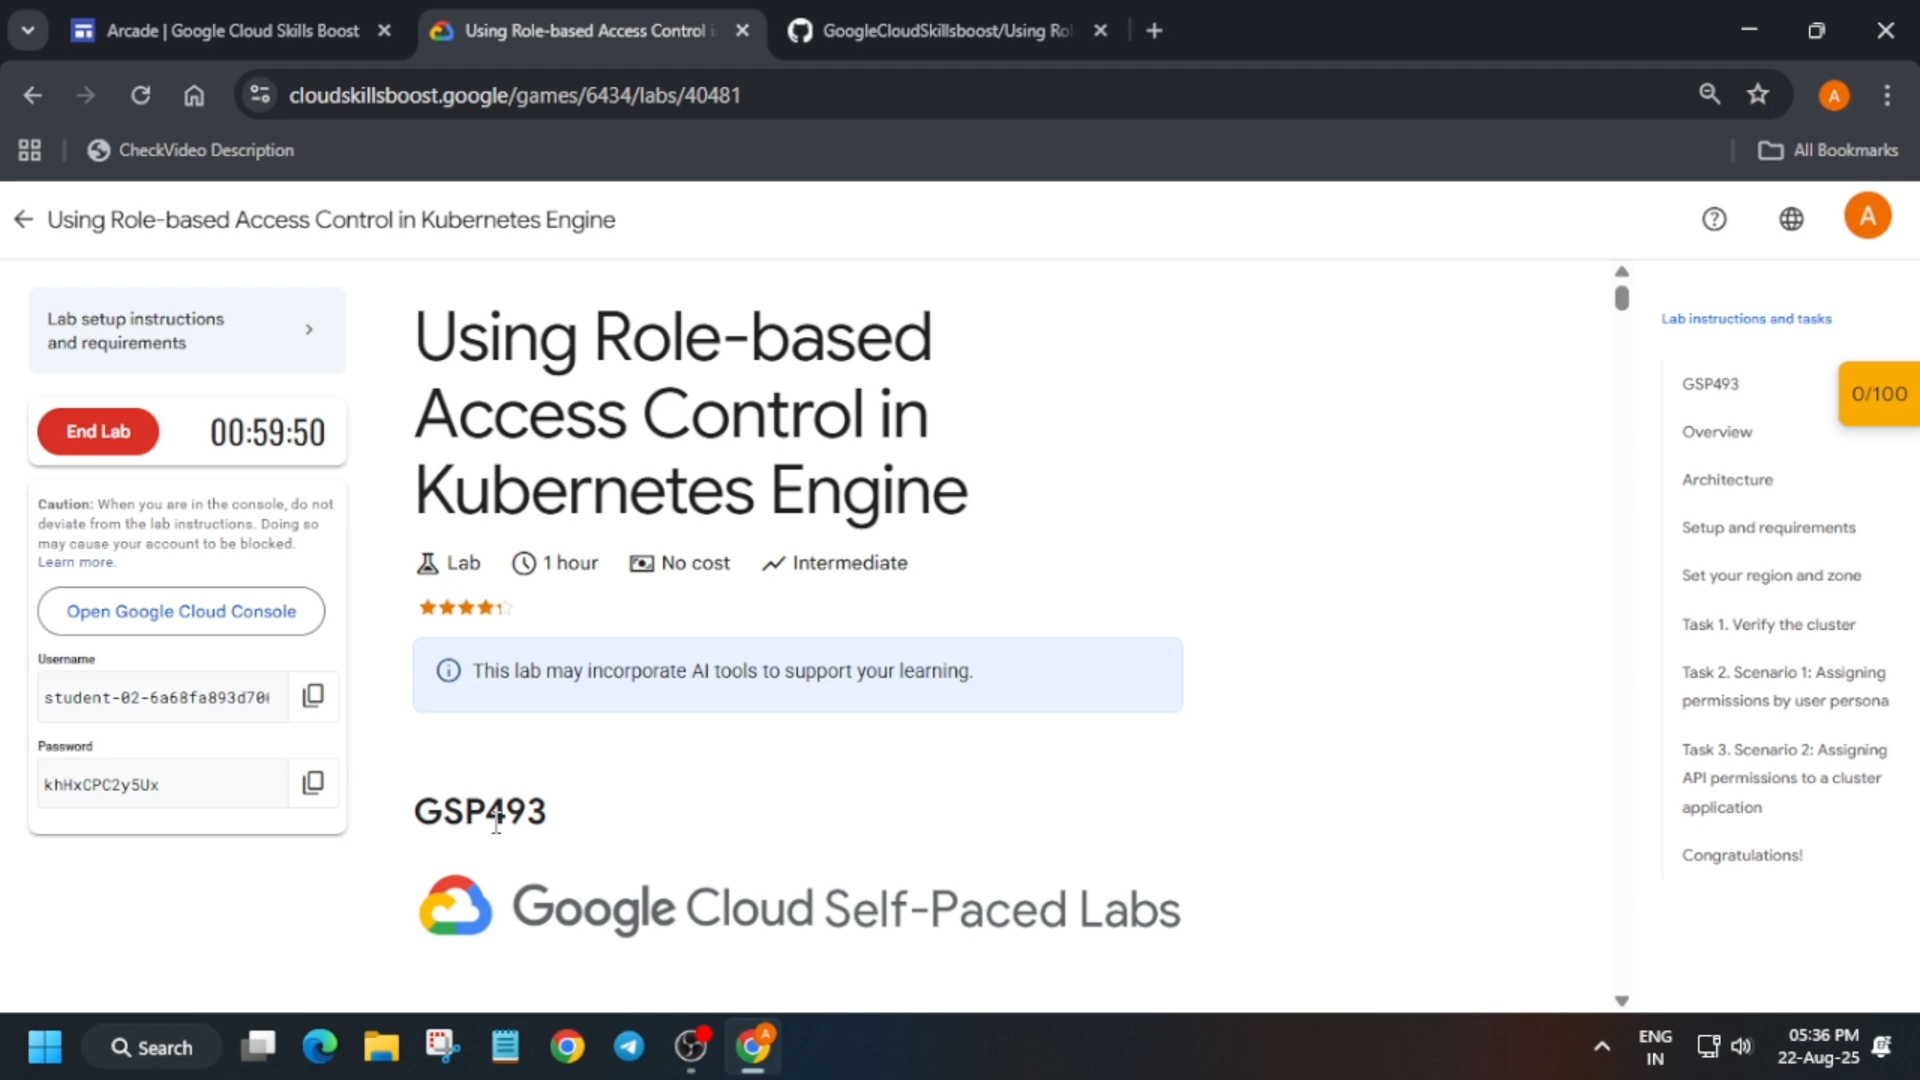 Arcade | Google Cloud Skills Boost
Using Role-based Access Control i
GoogleCloudSkillsboost/Using Rol
cloudskillsboost.google/games/6434/labs/40481
A
CheckVideo Description
All Bookmarks
Using Role-based Access Control in Kubernetes Engine
A
Lab setup instructions
and requirements
End Lab
00:59:50
Caution: When you are in the console, do not
deviate from the lab instructions. Doing so
may cause your account to be blocked.
Learn more.
Open Google Cloud Console
Username
student-02-6a68fa893d70
Password
khHxCPC2y5Ux
Using Role-based
Access Control in
Kubernetes Engine
Lab
1 hour
No cost
Intermediate
This lab may incorporate AI tools to support your learning.
GSP493
Google Cloud Self-Paced Labs
Lab instructions and tasks
0/100
GSP493
Overview
Architecture
Setup and requirements
Set your region and zone
Task 1. Verify the cluster
Task 2. Scenario 1: Assigning
permissions by user persona
Task 3. Scenario 2: Assigning
API permissions to a cluster
application
Congratulations!
Search
A
ENG
IN
05:36 PM
22-Aug-25